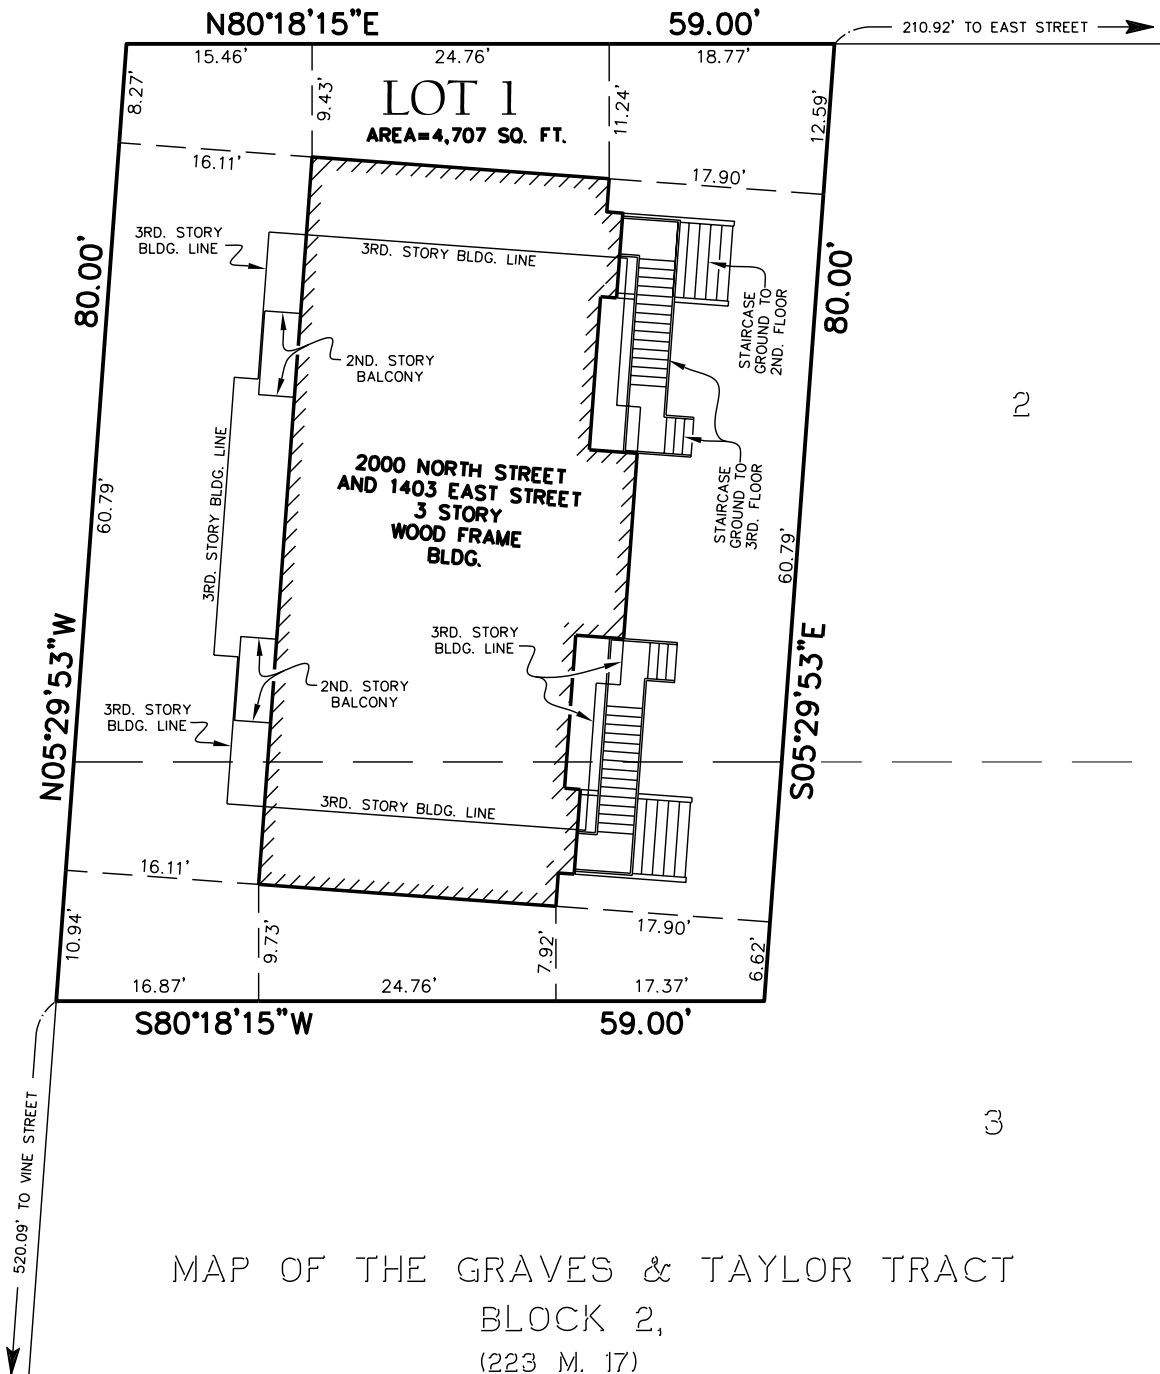 N80°18'15"E
59.00'
210.92' TO EAST STREET
15.46'
24.76'
18.77'
8.27'
9.43'
LOT 1
AREA=4,707 SQ. FT.
11.24'
12.59'
16.11'
17.90'
3RD. STORY
BLDG. LINE
3RD. STORY BLDG. LINE
80.00'
80.00'
STAIRCASE
GROUND TO
2ND. FLOOR
2ND. STORY
BALCONY
2
3RD. STORY BLDG. LINE
60.79'
2000 NORTH STREET
AND 1403 EAST STREET
3 STORY
WOOD FRAME
BLDG.
STAIRCASE
GROUND TO
3RD. FLOOR
60.79'
3RD. STORY
BLDG. LINE
N05°29'53"W
S05°29'53"E
2ND. STORY
BALCONY
3RD. STORY
BLDG. LINE
3RD. STORY BLDG. LINE
16.11'
17.90'
10.94'
9.73'
7.92'
6.62'
16.87'
24.76'
17.37'
S80°18'15"W
59.00'
520.09' TO VINE STREET
3
MAP OF THE GRAVES & TAYLOR TRACT
BLOCK 2,
(223 M. 17)